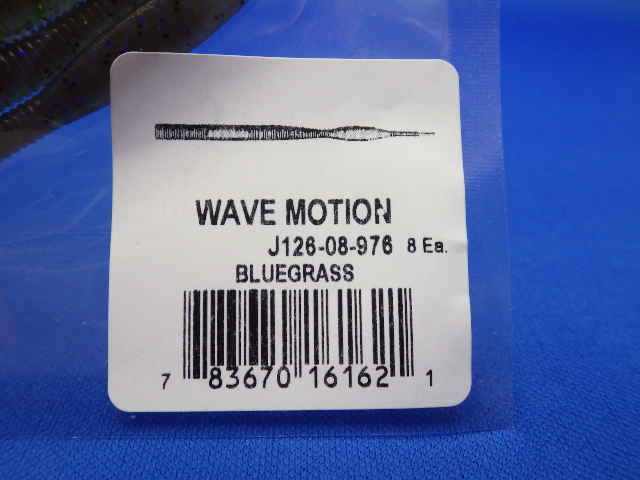 WAVE MOTION
J126-08-976 8 Ea.
BLUEGRASS
7 83670 16162 1